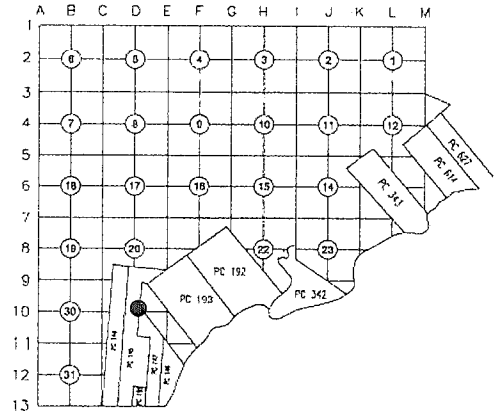 A B C D E F G H I J K L M
1
2 6 5 4 3 2 1
3
4 7 8 9 10 11 12
5
PC 627
PC 614
PC 343
6 18 17 16 15 14
7
8 19 20 22 23
PC 192
PC 193
PC 342
9
10 30
11
12 31
13